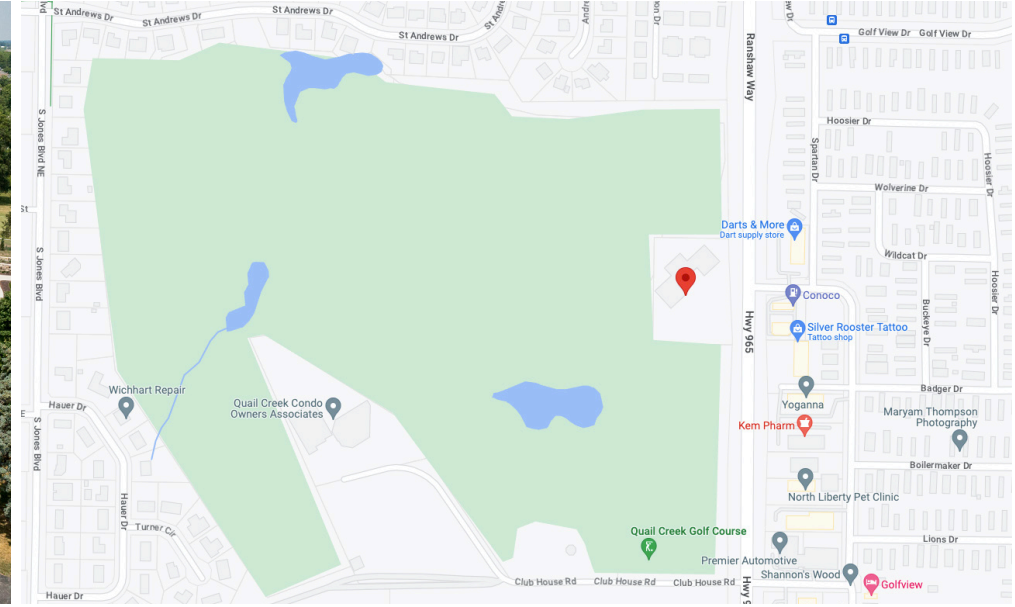 St Andrews Dr
St Andrews Dr
St Andrews Dr
St Andrews Dr
Golf View Dr
Golf View Dr
Ranshaw Way
Hoosier Dr
S Jones Blvd NE
Spartan Dr
Hoosier Dr
Wolverine Dr
St
Darts & More
Dart supply store
S Jones Blvd
Wildcat Dr
Hoosier Dr
Conoco
Buckeye Dr
Hwy 965
Silver Rooster Tattoo
Tattoo shop
Wichhart Repair
Badger Dr
Quail Creek Condo
Owners Associates
Hauer Dr
Yoganna
Maryam Thompson
Photography
E
S Jones Blvd
Kem Pharm
Boilermaker Dr
North Liberty Pet Clinic
Hauer Dr
Turner Cir
Quail Creek Golf Course
Lions Dr
Premier Automotive
Shannon's Wood
Club House Rd
Club House Rd
Club House Rd
Golfview
Hauer Dr